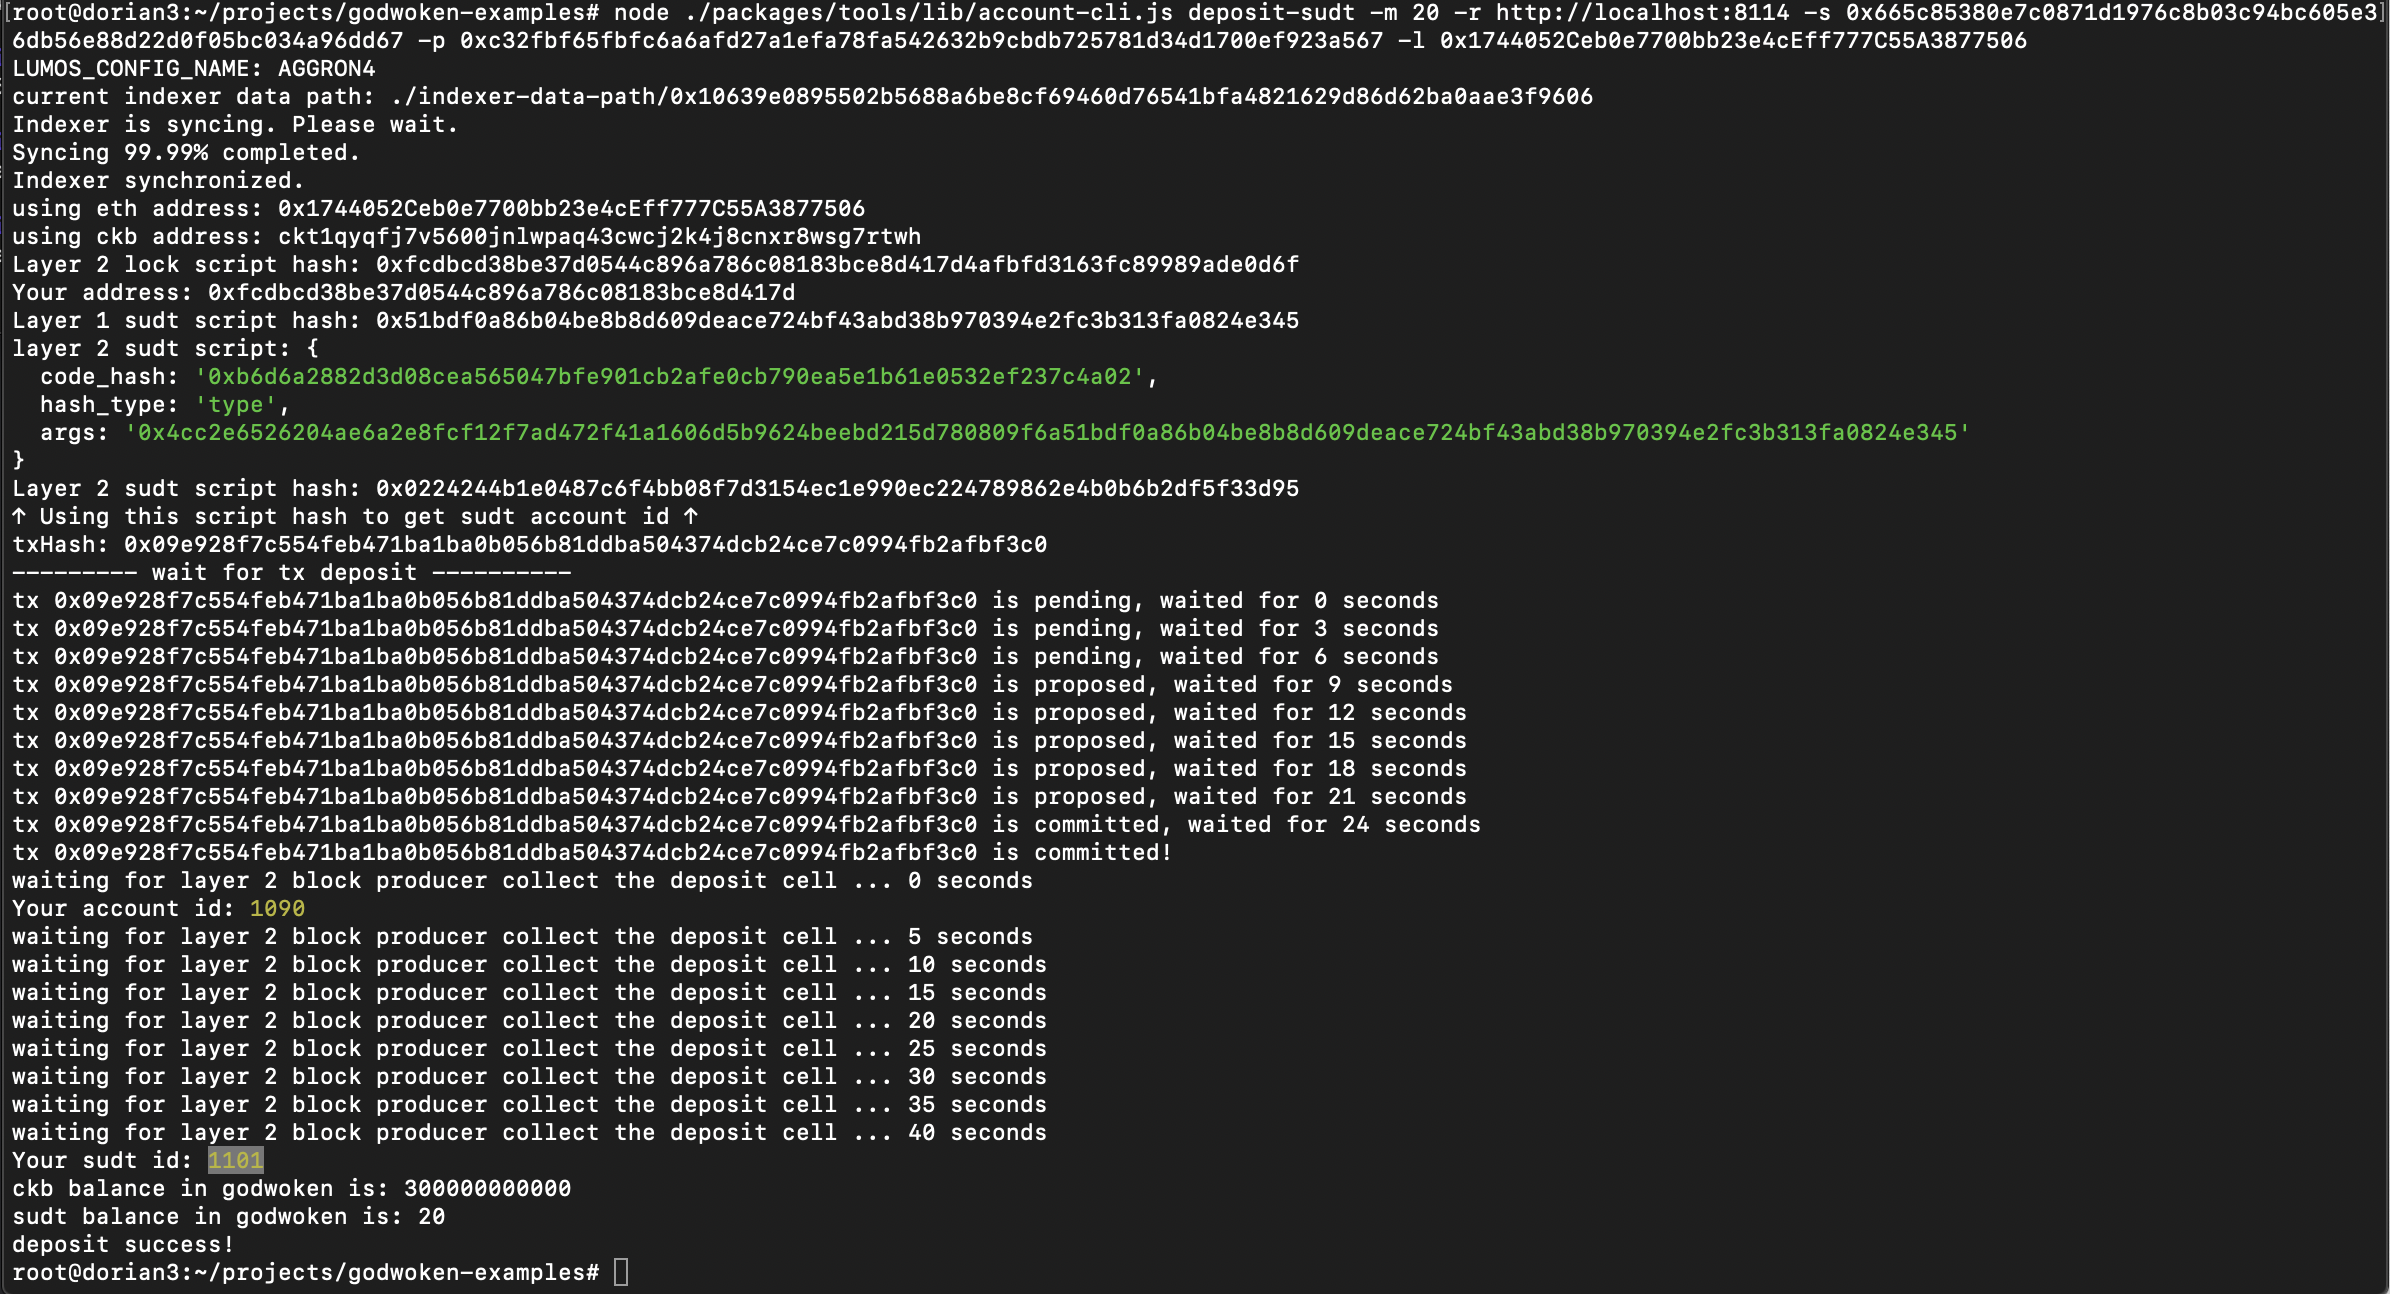 [root@dorian3:~/projects/godwoken-examples# node ./packages/tools/lib/account-cli.js deposit-sudt -m 20 -r http://localhost:8114 -s 0x665c85380e7c0871d1976c8b03c94bc605e3]
6db56e88d22d0f05bc034a96dd67 -p 0xc32fbf65fbfc6a6afd27a1efa78fa542632b9cbdb725781d34d1700ef923a567 -l 0x1744052Ceb0e7700bb23e4cEff777C55A3877506
LUMOS_CONFIG_NAME: AGGRON4
current indexer data path: ./indexer-data-path/0x10639e0895502b5688a6be8cf69460d76541bfa4821629d86d62ba0aae3f9606
Indexer is syncing. Please wait.
Syncing 99.99% completed.
Indexer synchronized.
using eth address: 0x1744052Ceb0e7700bb23e4cEff777C55A3877506
using ckb address: ckt1qyqfj7v5600jnlwpaq43cwcj2k4j8cnxr8wsg7rtwh
Layer 2 lock script hash: 0xfcdbcd38be37d0544c896a786c08183bce8d417d4afbfd3163fc89989ade0d6f
Your address: 0xfcdbcd38be37d0544c896a786c08183bce8d417d
Layer 1 sudt script hash: 0x51bdf0a86b04be8b8d609deace724bf43abd38b970394e2fc3b313fa0824e345
layer 2 sudt script: {
  code_hash: '0xb6d6a2882d3d08cea565047bfe901cb2afe0cb790ea5e1b61e0532ef237c4a02',
  hash_type: 'type',
  args: '0x4cc2e6526204ae6a2e8fcf12f7ad472f41a1606d5b9624beebd215d780809f6a51bdf0a86b04be8b8d609deace724bf43abd38b970394e2fc3b313fa0824e345'
}
Layer 2 sudt script hash: 0x0224244b1e0487c6f4bb08f7d3154ec1e990ec224789862e4b0b6b2df5f33d95
↑ Using this script hash to get sudt account id ↑
txHash: 0x09e928f7c554feb471ba1ba0b056b81ddba504374dcb24ce7c0994fb2afbf3c0
--------- wait for tx deposit ----------
tx 0x09e928f7c554feb471ba1ba0b056b81ddba504374dcb24ce7c0994fb2afbf3c0 is pending, waited for 0 seconds
tx 0x09e928f7c554feb471ba1ba0b056b81ddba504374dcb24ce7c0994fb2afbf3c0 is pending, waited for 3 seconds
tx 0x09e928f7c554feb471ba1ba0b056b81ddba504374dcb24ce7c0994fb2afbf3c0 is pending, waited for 6 seconds
tx 0x09e928f7c554feb471ba1ba0b056b81ddba504374dcb24ce7c0994fb2afbf3c0 is proposed, waited for 9 seconds
tx 0x09e928f7c554feb471ba1ba0b056b81ddba504374dcb24ce7c0994fb2afbf3c0 is proposed, waited for 12 seconds
tx 0x09e928f7c554feb471ba1ba0b056b81ddba504374dcb24ce7c0994fb2afbf3c0 is proposed, waited for 15 seconds
tx 0x09e928f7c554feb471ba1ba0b056b81ddba504374dcb24ce7c0994fb2afbf3c0 is proposed, waited for 18 seconds
tx 0x09e928f7c554feb471ba1ba0b056b81ddba504374dcb24ce7c0994fb2afbf3c0 is proposed, waited for 21 seconds
tx 0x09e928f7c554feb471ba1ba0b056b81ddba504374dcb24ce7c0994fb2afbf3c0 is committed, waited for 24 seconds
tx 0x09e928f7c554feb471ba1ba0b056b81ddba504374dcb24ce7c0994fb2afbf3c0 is committed!
waiting for layer 2 block producer collect the deposit cell ... 0 seconds
Your account id: 1090
waiting for layer 2 block producer collect the deposit cell ... 5 seconds
waiting for layer 2 block producer collect the deposit cell ... 10 seconds
waiting for layer 2 block producer collect the deposit cell ... 15 seconds
waiting for layer 2 block producer collect the deposit cell ... 20 seconds
waiting for layer 2 block producer collect the deposit cell ... 25 seconds
waiting for layer 2 block producer collect the deposit cell ... 30 seconds
waiting for layer 2 block producer collect the deposit cell ... 35 seconds
waiting for layer 2 block producer collect the deposit cell ... 40 seconds
Your sudt id: 1101
ckb balance in godwoken is: 300000000000
sudt balance in godwoken is: 20
deposit success!
root@dorian3:~/projects/godwoken-examples#